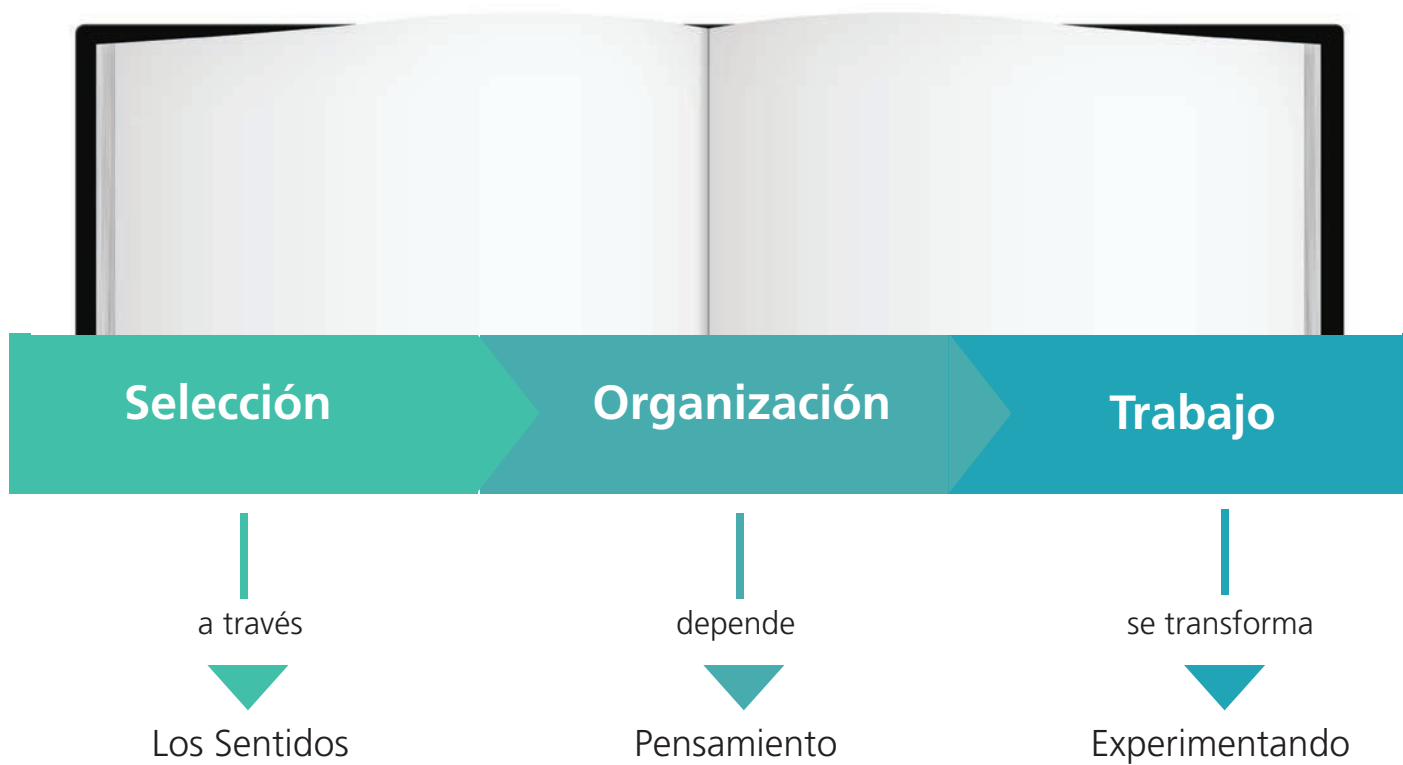 Selección
Organización
Trabajo
a través
depende
se transforma
Los Sentidos
Pensamiento
Experimentando